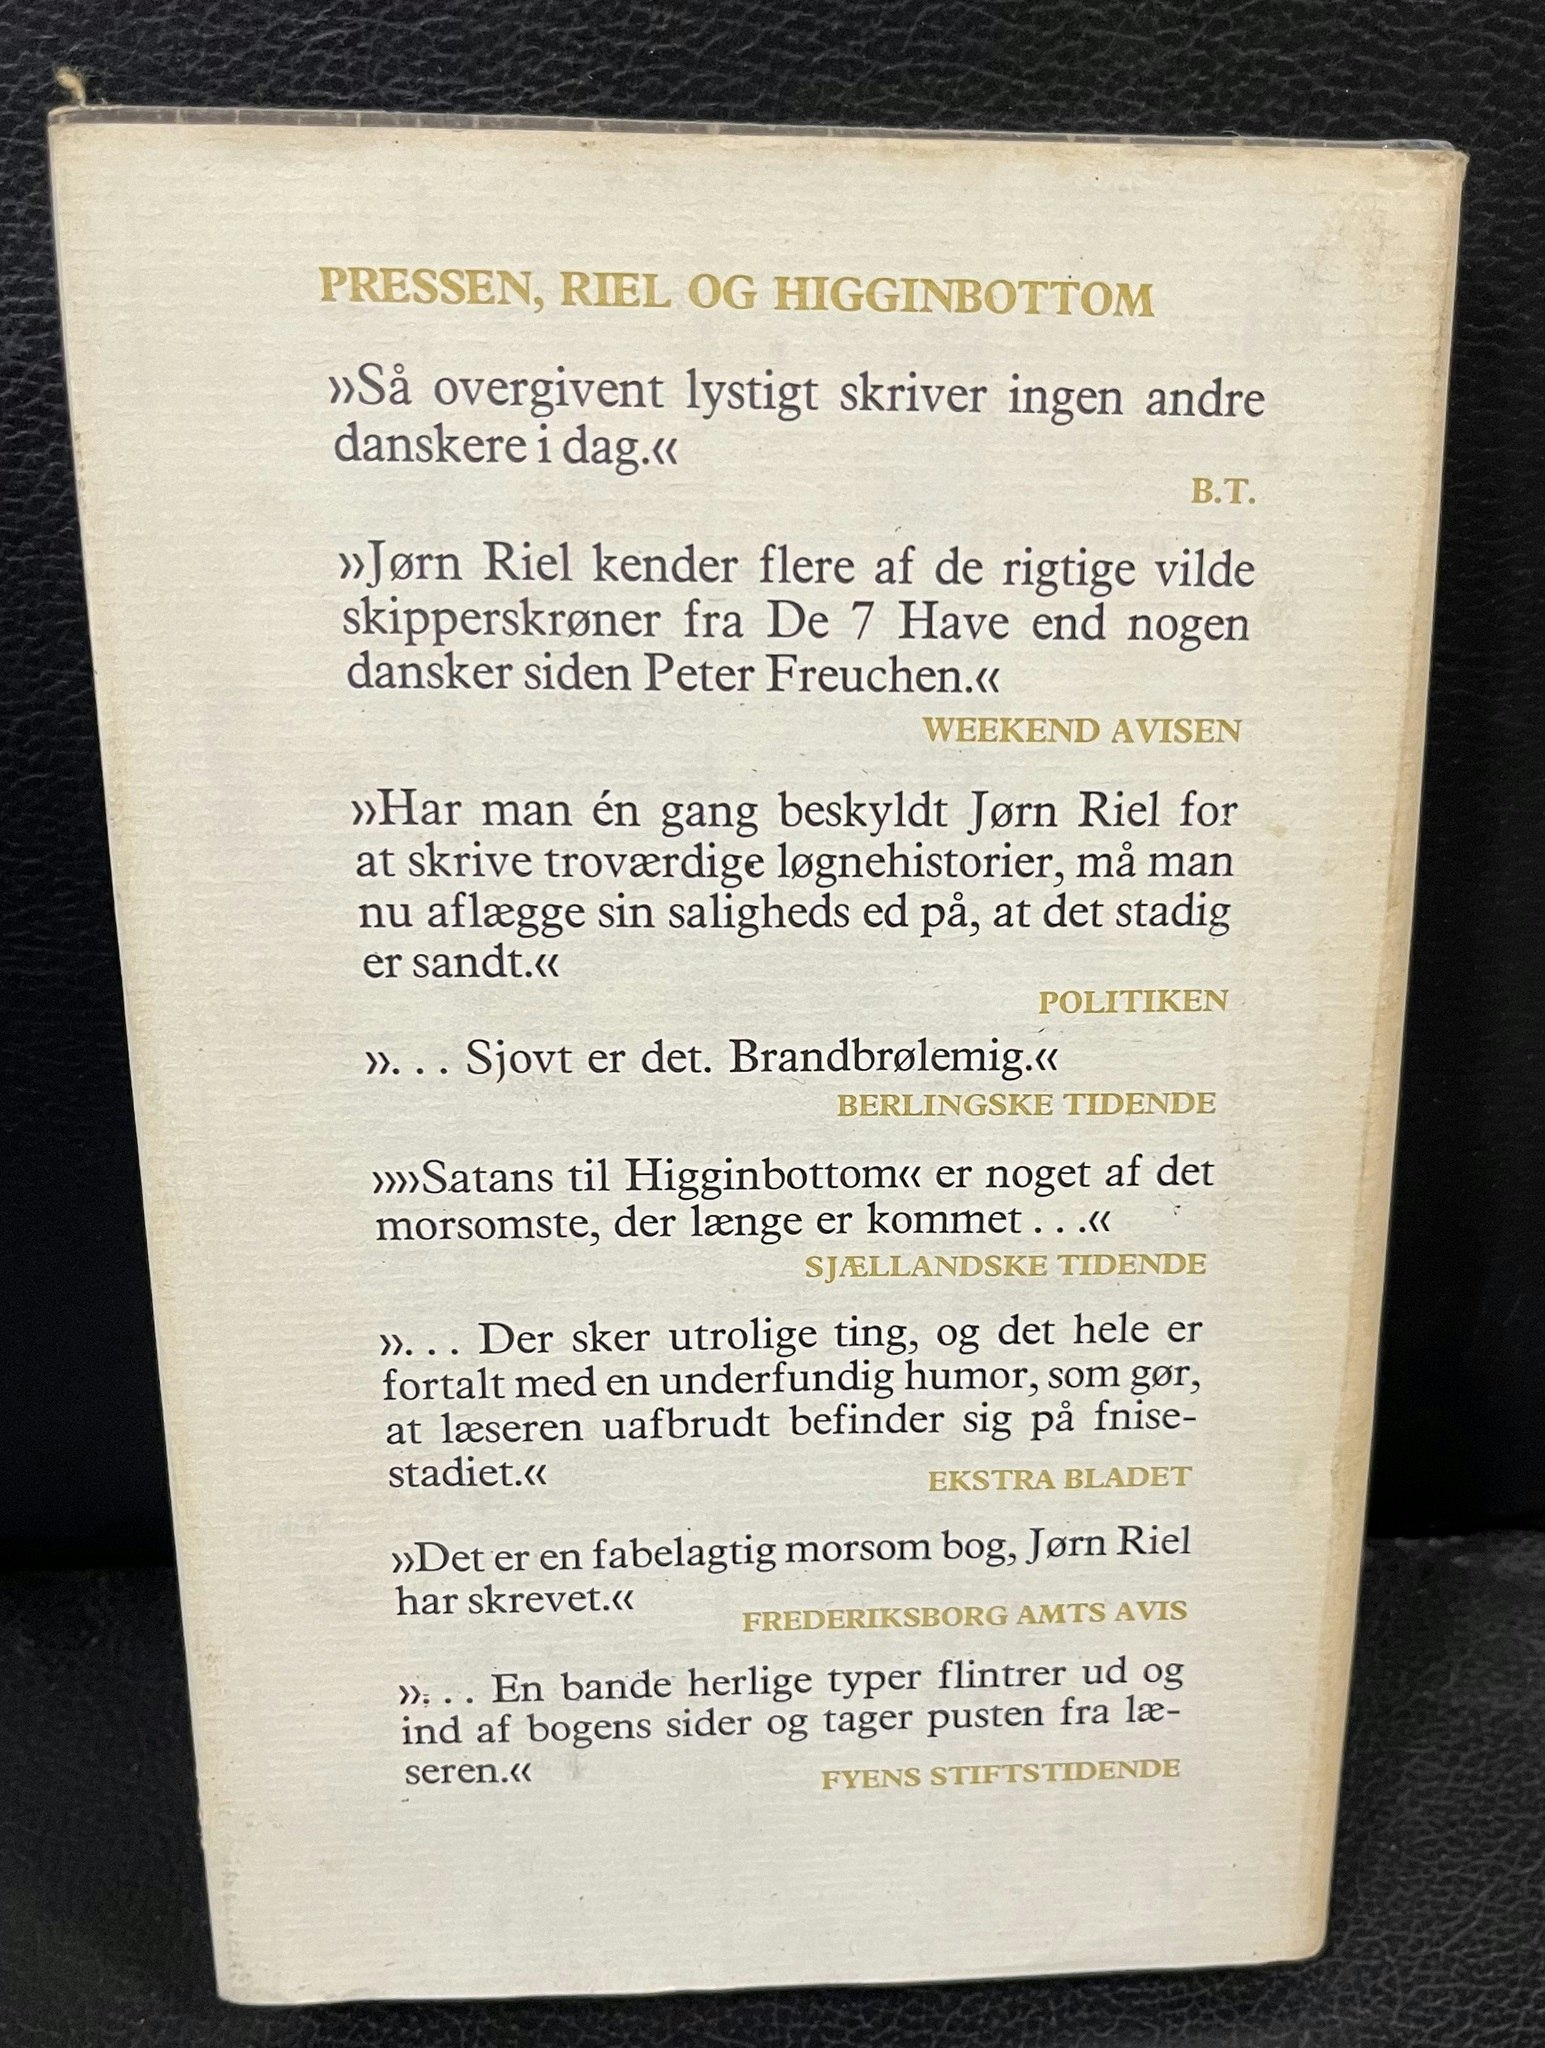 PRESSEN, RIEL OG HIGGINBOTTOM
»Så overgivent lystigt skriver ingen andre
danskere i dag.«
B.T.
»Jørn Riel kender flere af de rigtige vilde
skipperskrøner fra De 7 Have end nogen
dansker siden Peter Freuchen.«
WEEKEND AVISEN
»Har man én gang beskyldt Jørn Riel for
at skrive troværdige løgnehistorier, må man
nu aflægge sin saligheds ed på, at det stadig
er sandt.«
POLITIKEN
». . . Sjovt er det. Brandbrølemig.«
BERLINGSKE TIDENDE
»»Satans til Higginbottom« er noget af det
morsomste, der længe er kommet . . .«
SJÆLLANDSKE TIDENDE
». . . Der sker utrolige ting, og det hele er
fortalt med en underfundig humor, som gør,
at læseren uafbrudt befinder sig på fnise-
stadiet.«
EKSTRA BLADET
»Det er en fabelagtig morsom bog, Jørn Riel
har skrevet.«
FREDERIKSBORG AMTS AVIS
». . . En bande herlige typer flintrer ud og
ind af bogens sider og tager pusten fra læ-
seren.«
FYENS STIFTSTIDENDE